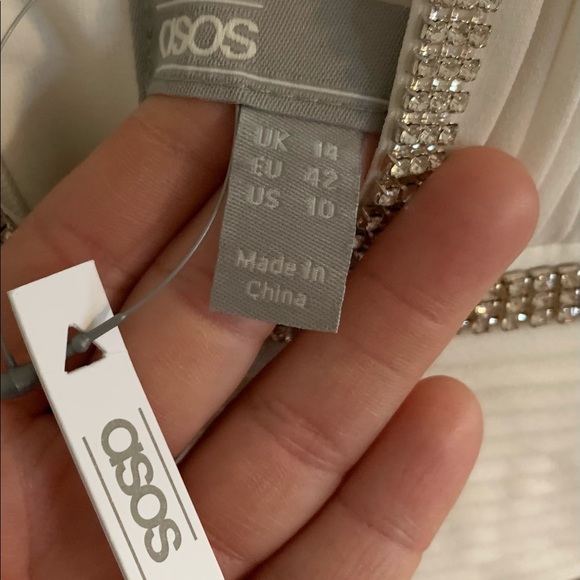 asos
UK 14
EU 42
US 10
Made in
China
asos